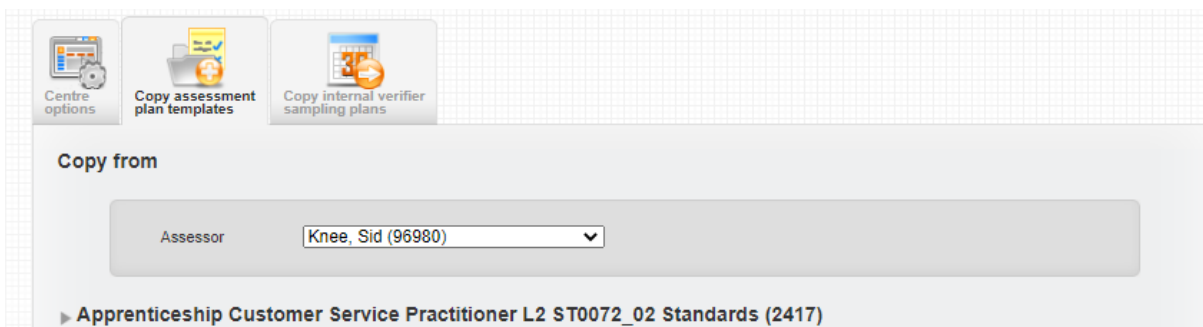 Centre
options
Copy assessment
plan templates
Copy internal verifier
sampling plans
Copy from
Assessor
Knee, Sid (96980)
Apprenticeship Customer Service Practitioner L2 ST0072_02 Standards (2417)